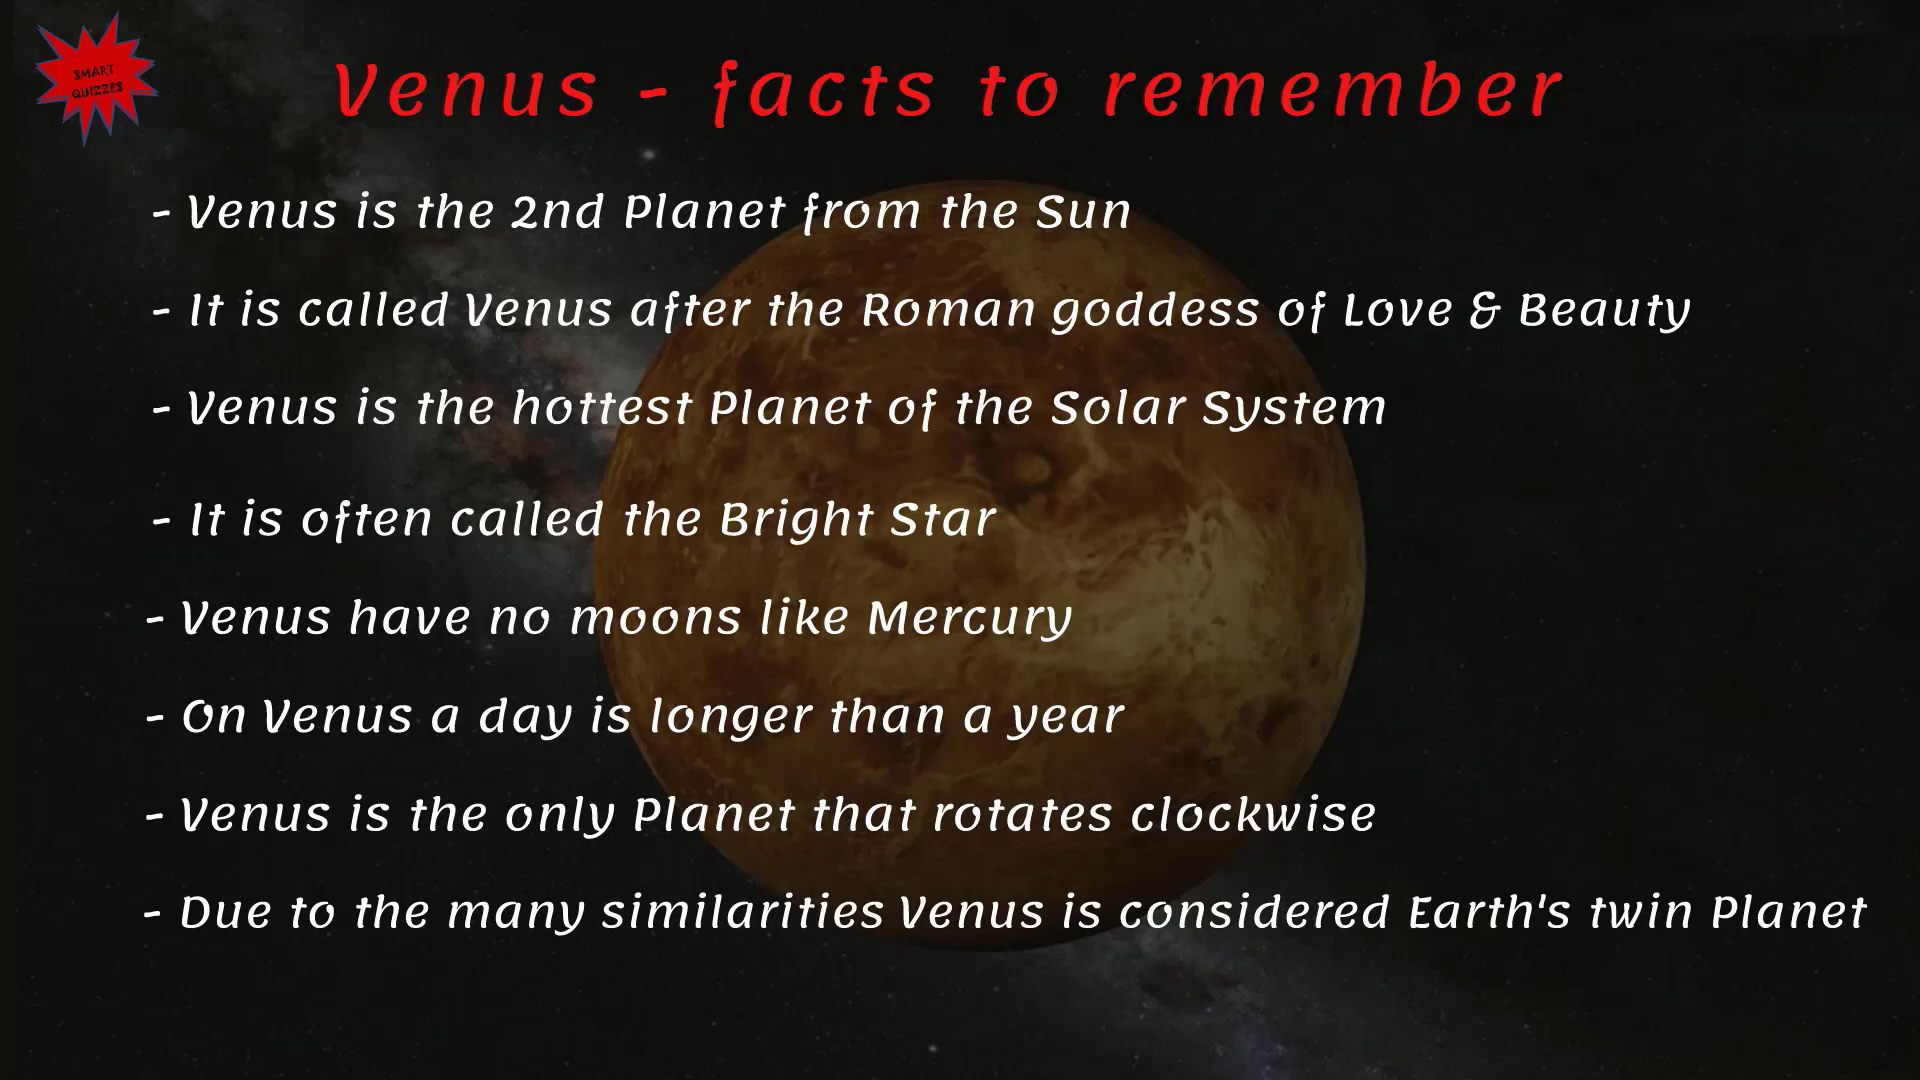 SMART
QUIZZES
Venus - facts to remember
- Venus is the 2nd Planet from the Sun
- It is called Venus after the Roman goddess of Love & Beauty
- Venus is the hottest Planet of the Solar System
- It is often called the Bright Star
- Venus have no moons like Mercury
- On Venus a day is longer than a year
- Venus is the only Planet that rotates clockwise
- Due to the many similarities Venus is considered Earth's twin Planet